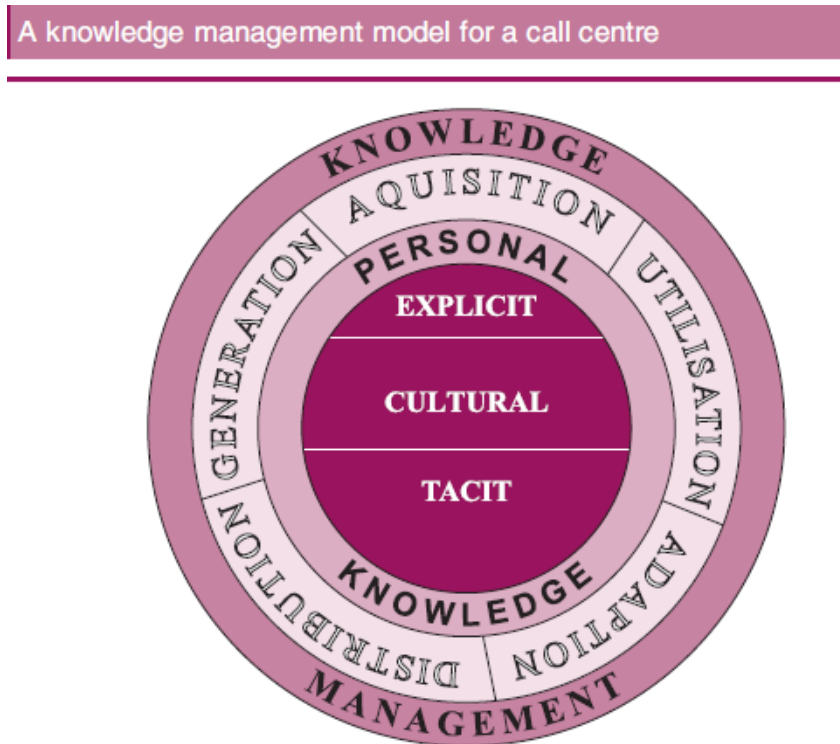 A knowledge management model for a call centre
KNOWLEDGE
AQUISITION
UTILISATION
ADAPTION
DISTRIBUTION
GENERATION
PERSONAL
EXPLICIT
CULTURAL
TACIT
KNOWLEDGE
MANAGEMENT